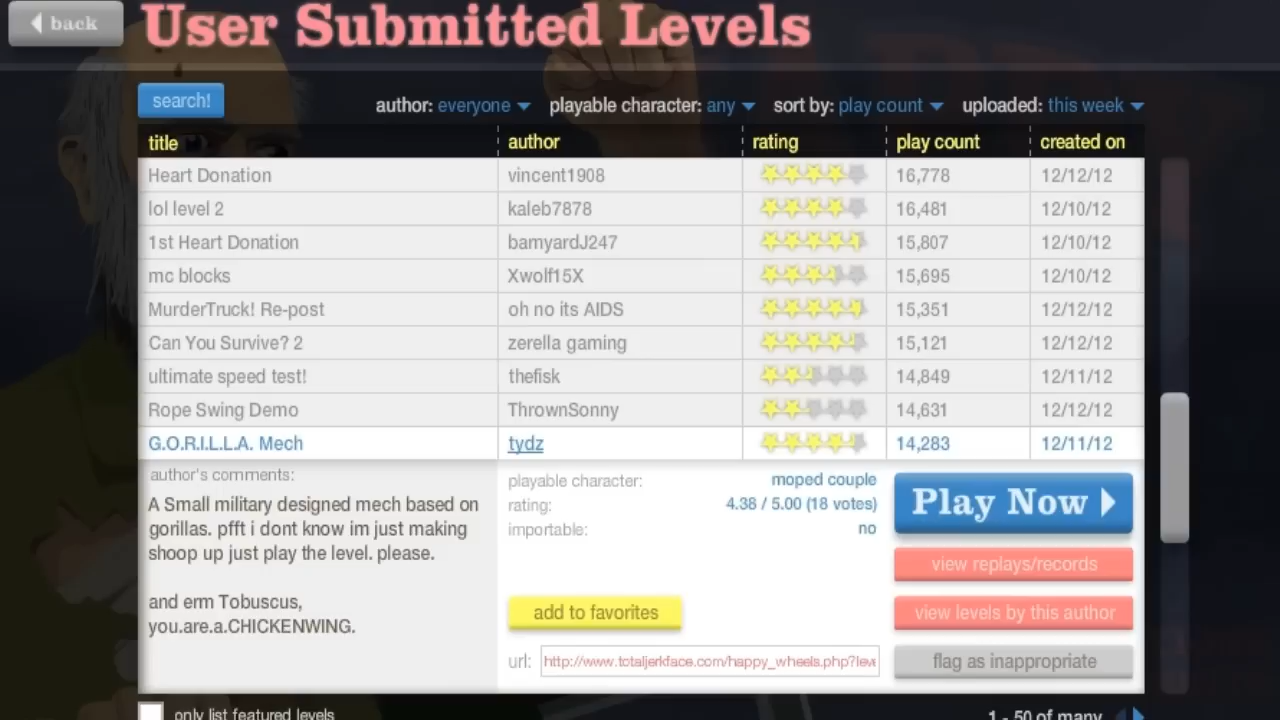 back
User Submitted Levels
search!
author: everyone playable character: any sort by: play count uploaded: this week
title author rating play count created on
Heart Donation vincent1908 16,778 12/12/12
lol level 2 kaleb7878 16,481 12/10/12
1st Heart Donation barnyardJ247 15,807 12/10/12
mc blocks Xwolf15X 15,695 12/10/12
MurderTruck! Re-post oh no its AIDS 15,351 12/12/12
Can You Survive? 2 zerella gaming 15,121 12/12/12
ultimate speed test! thefisk 14,849 12/11/12
Rope Swing Demo ThrownSonny 14,631 12/12/12
G.O.R.I.L.L.A. Mech tydz 14,283 12/11/12
author's comments:
A Small military designed mech based on
gorillas. pfft i dont know im just making
shoop up just play the level. please.
and erm Tobuscus,
you.are.a.CHICKENWING.
playable character: moped couple
rating: 4.38 / 5.00 (18 votes)
importable: no
add to favorites
url: http://www.totaljerkface.com/happy_wheels.php?leve
Play Now
view replays/records
view levels by this author
flag as inappropriate
only list featured levels
1 - 50 of many